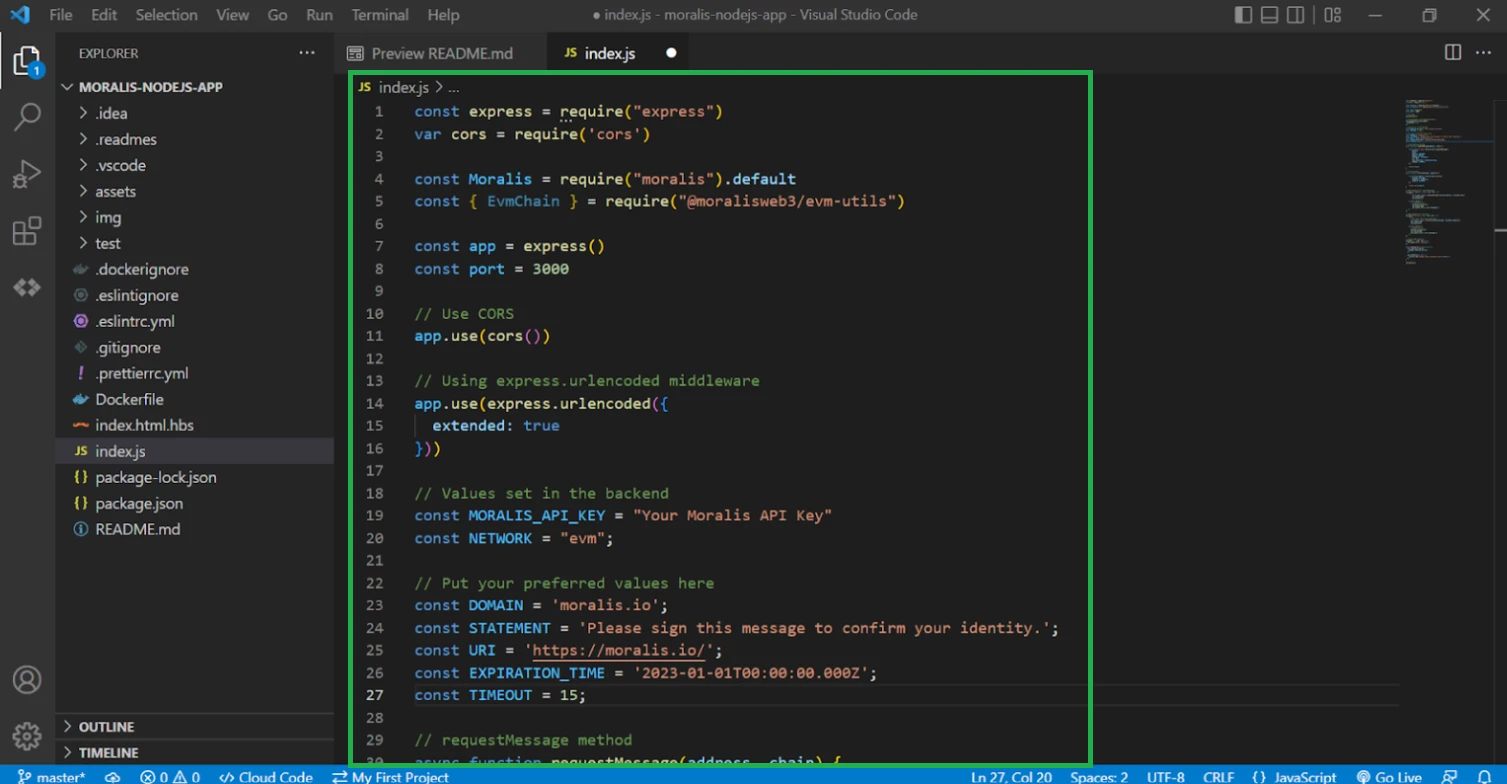 File Edit Selection View Go Run Terminal Help
● index.js - moralis-nodejs-app - Visual Studio Code
EXPLORER
1
MORALIS-NODEJS-APP
.idea
.readmes
.vscode
assets
img
test
.dockerignore
.eslintignore
.eslintrc.yml
.gitignore
! .prettierrc.yml
Dockerfile
index.html.hbs
JS index.js
{} package-lock.json
{} package.json
README.md
OUTLINE
TIMELINE
Preview README.md
JS index.js
JS index.js > ...
1 const express = require("express")
2 var cors = require('cors')
3
4 const Moralis = require("moralis").default
5 const { EvmChain } = require("@moralisweb3/evm-utils")
6
7 const app = express()
8 const port = 3000
9
10 // Use CORS
11 app.use(cors())
12
13 // Using express.urlencoded middleware
14 app.use(express.urlencoded({
15 extended: true
16 }))
17
18 // Values set in the backend
19 const MORALIS_API_KEY = "Your Moralis API Key"
20 const NETWORK = "evm";
21
22 // Put your preferred values here
23 const DOMAIN = 'moralis.io';
24 const STATEMENT = 'Please sign this message to confirm your identity.';
25 const URI = 'https://moralis.io/';
26 const EXPIRATION_TIME = '2023-01-01T00:00:00.000Z';
27 const TIMEOUT = 15;
28
29 // requestMessage method
30 async function requestMessage(address, chain) {
master* 0 0 Cloud Code My First Project Ln 27, Col 20 Spaces: 2 UTF-8 CRLF {} JavaScript Go Live